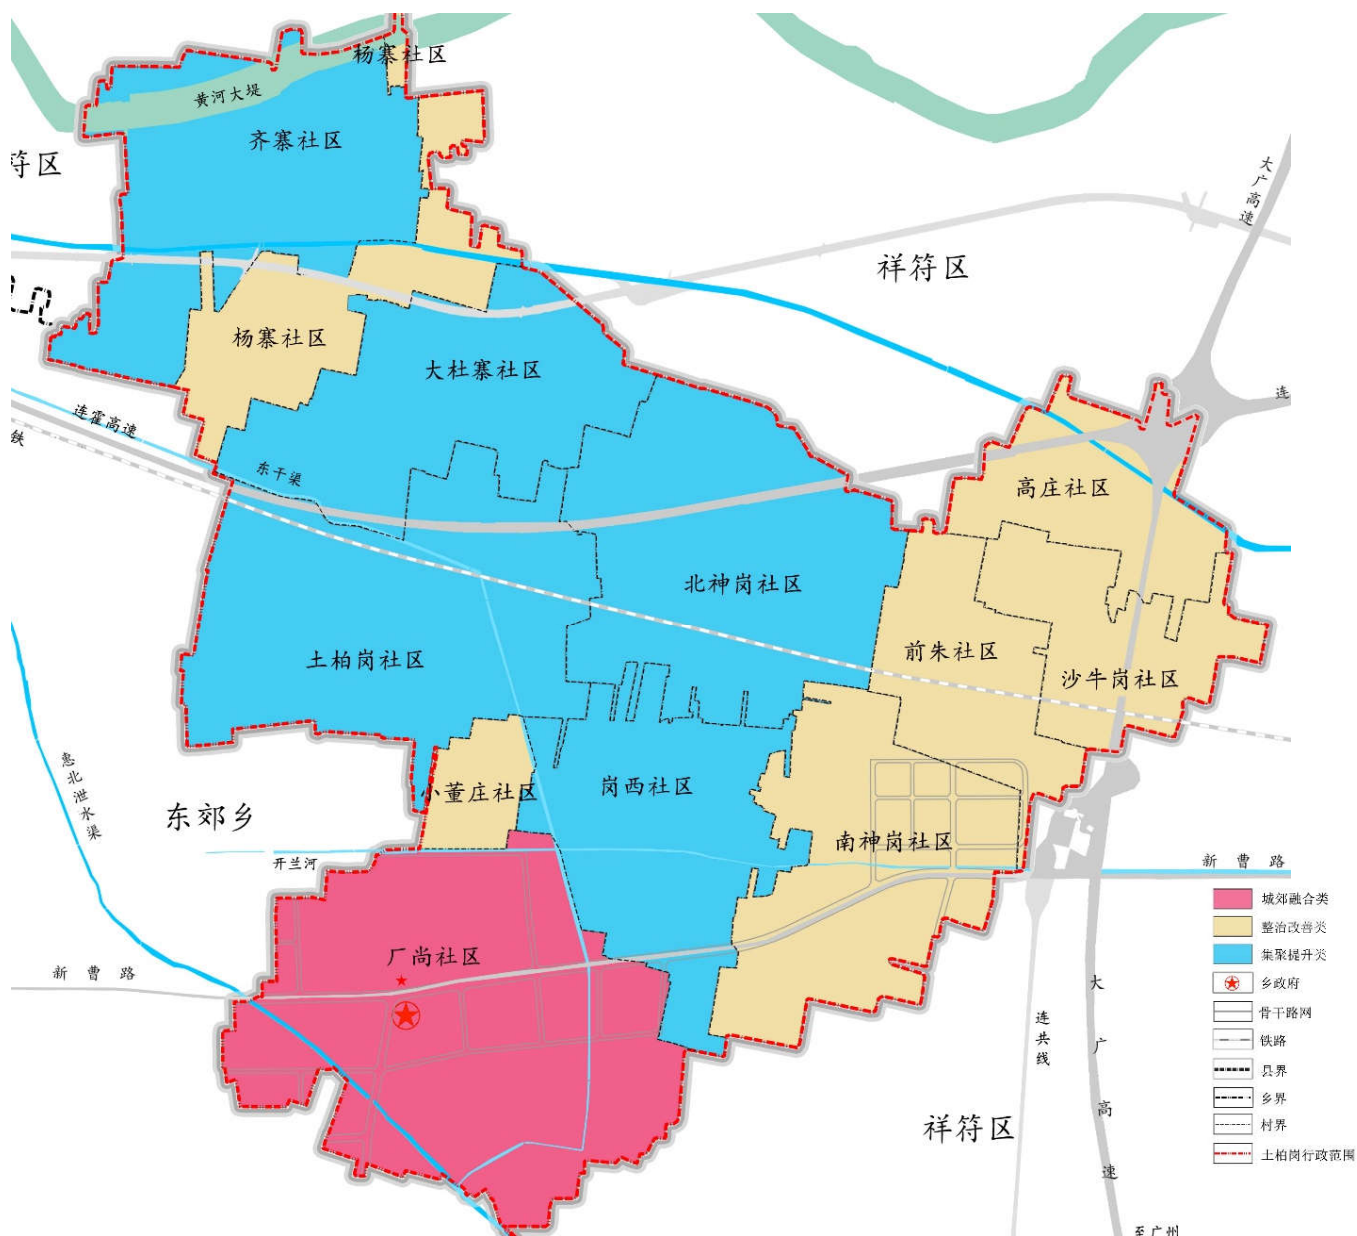 杨寨社区
黄河大堤
齐寨社区
符区
大广高速
祥符区
杨寨社区
大杜寨社区
连
连霍高速
铁
东干渠
高庄社区
北神岗社区
前朱社区
土柏岗社区
沙牛岗社区
惠北泄水渠
小董庄社区
岗西社区
东郊乡
南神岗社区
开兰河
新曹路
厂尚社区
新曹路
城郊融合类
整治改善类
集聚提升类
乡政府
骨干路网
铁路
县界
乡界
村界
土柏岗行政范围
连共线
大广高速
祥符区
至广州